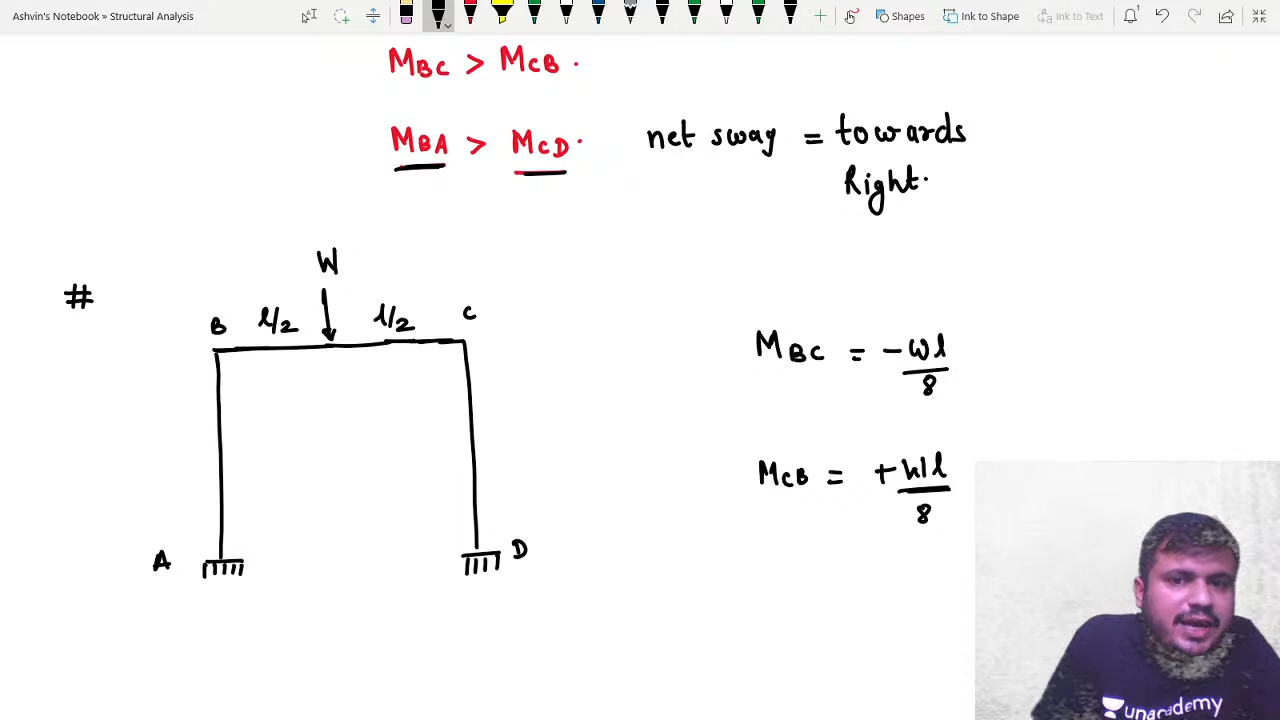 Ashvin's Notebook » Structural Analysis
Shapes
Ink to Shape
Ink to Text
MBC > MCB .
MBA > MCD . net sway = towards
Right.
#
W
B l/2 l/2 C
A
D
MBC = -Wl/8
MCB = +Wl/8
unacademy